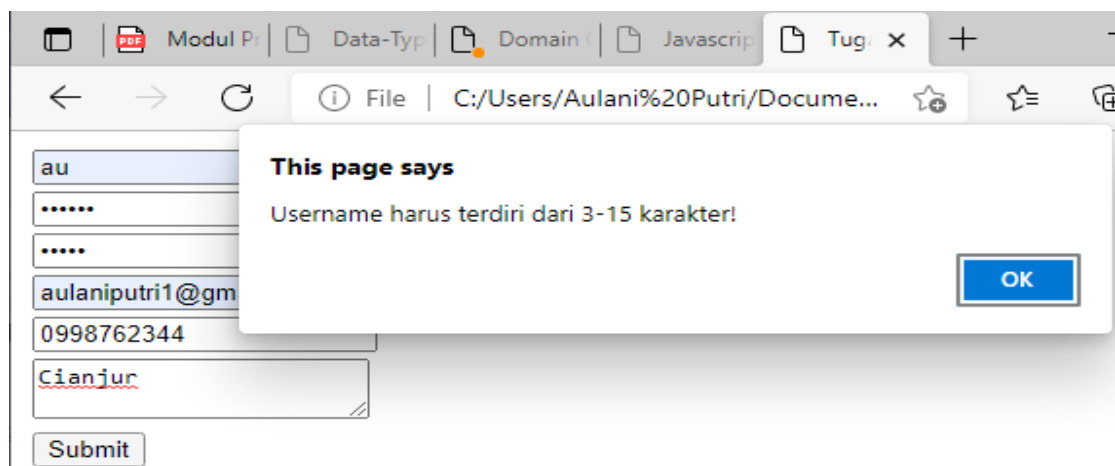 PDF Modul Pr Data-Typ Domain Javascrip Tug
File C:/Users/Aulani%20Putri/Docume...
This page says
Username harus terdiri dari 3-15 karakter!
OK
au
aulaniputri1@gm
0998762344
Cianjur
Submit